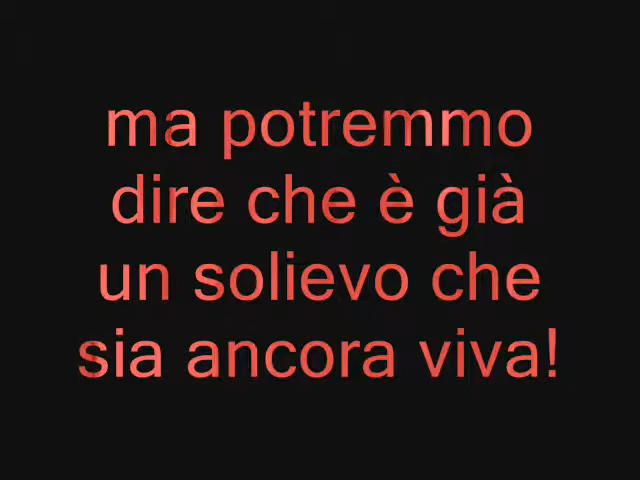 ma potremmo
dire che è già
un solievo che
sia ancora viva!